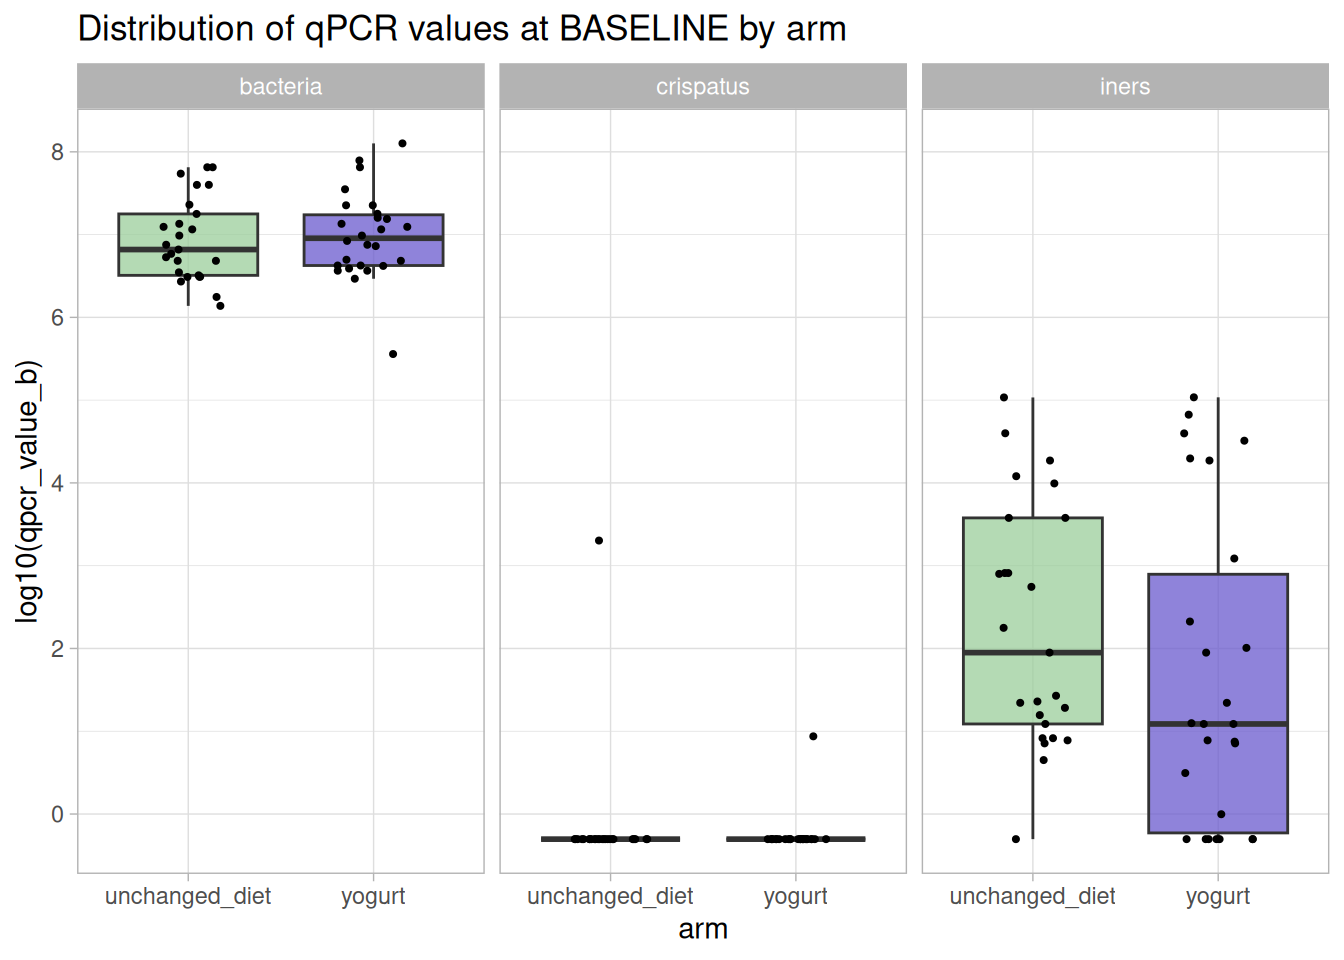 Distribution of qPCR values at BASELINE by arm
bacteria
crispatus
iners
log10(qpcr_value_b)
8
6
4
2
0
unchanged_diet
yogurt
unchanged_diet
yogurt
unchanged_diet
yogurt
arm